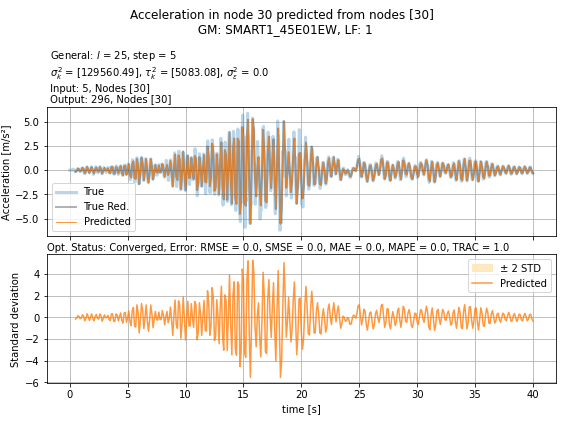 Acceleration in node 30 predicted from nodes [30]
GM: SMART1_45E01EW, LF: 1
General: l = 25, step = 5
σ²ₖ = [129560.49], τ²ₖ = [5083.08], σ²ε = 0.0
Input: 5, Nodes [30]
Output: 296, Nodes [30]
Acceleration [m/s²]
5.0
2.5
0.0
−2.5
−5.0
True
True Red.
Predicted
Opt. Status: Converged, Error: RMSE = 0.0, SMSE = 0.0, MAE = 0.0, MAPE = 0.0, TRAC = 1.0
Standard deviation
4
2
0
−2
−4
−6
± 2 STD
Predicted
0 5 10 15 20 25 30 35 40
time [s]